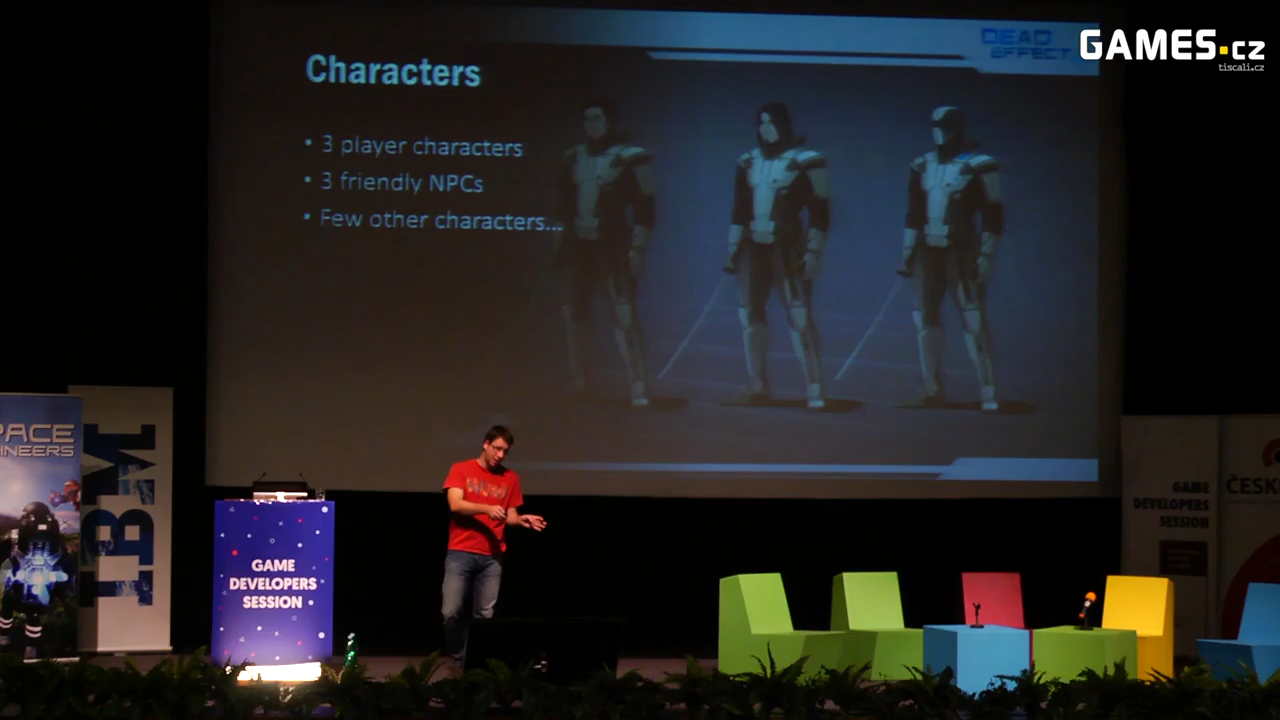 GAMES.cz
tiscali.cz
DEAD
EFFECT
Characters
• 3 player characters
• 3 friendly NPCs
• Few other characters...
PACE
INEERS
IBM
GAME
DEVELOPERS
SESSION
GAME
DEVELOPERS
SESSION
ČESK